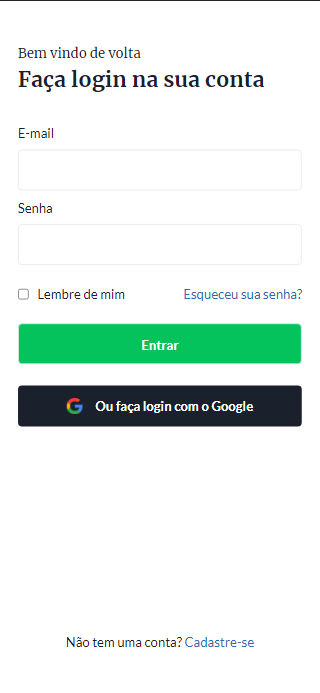 Bem vindo de volta
Faça login na sua conta
E-mail
Senha
Lembre de mim
Esqueceu sua senha?
Entrar
Ou faça login com o Google
Não tem uma conta? Cadastre-se